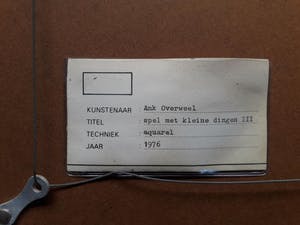 KUNSTENAAR Ank Overweel
TITEL spel met kleine dingen III
TECHNIEK aquarel
JAAR 1976